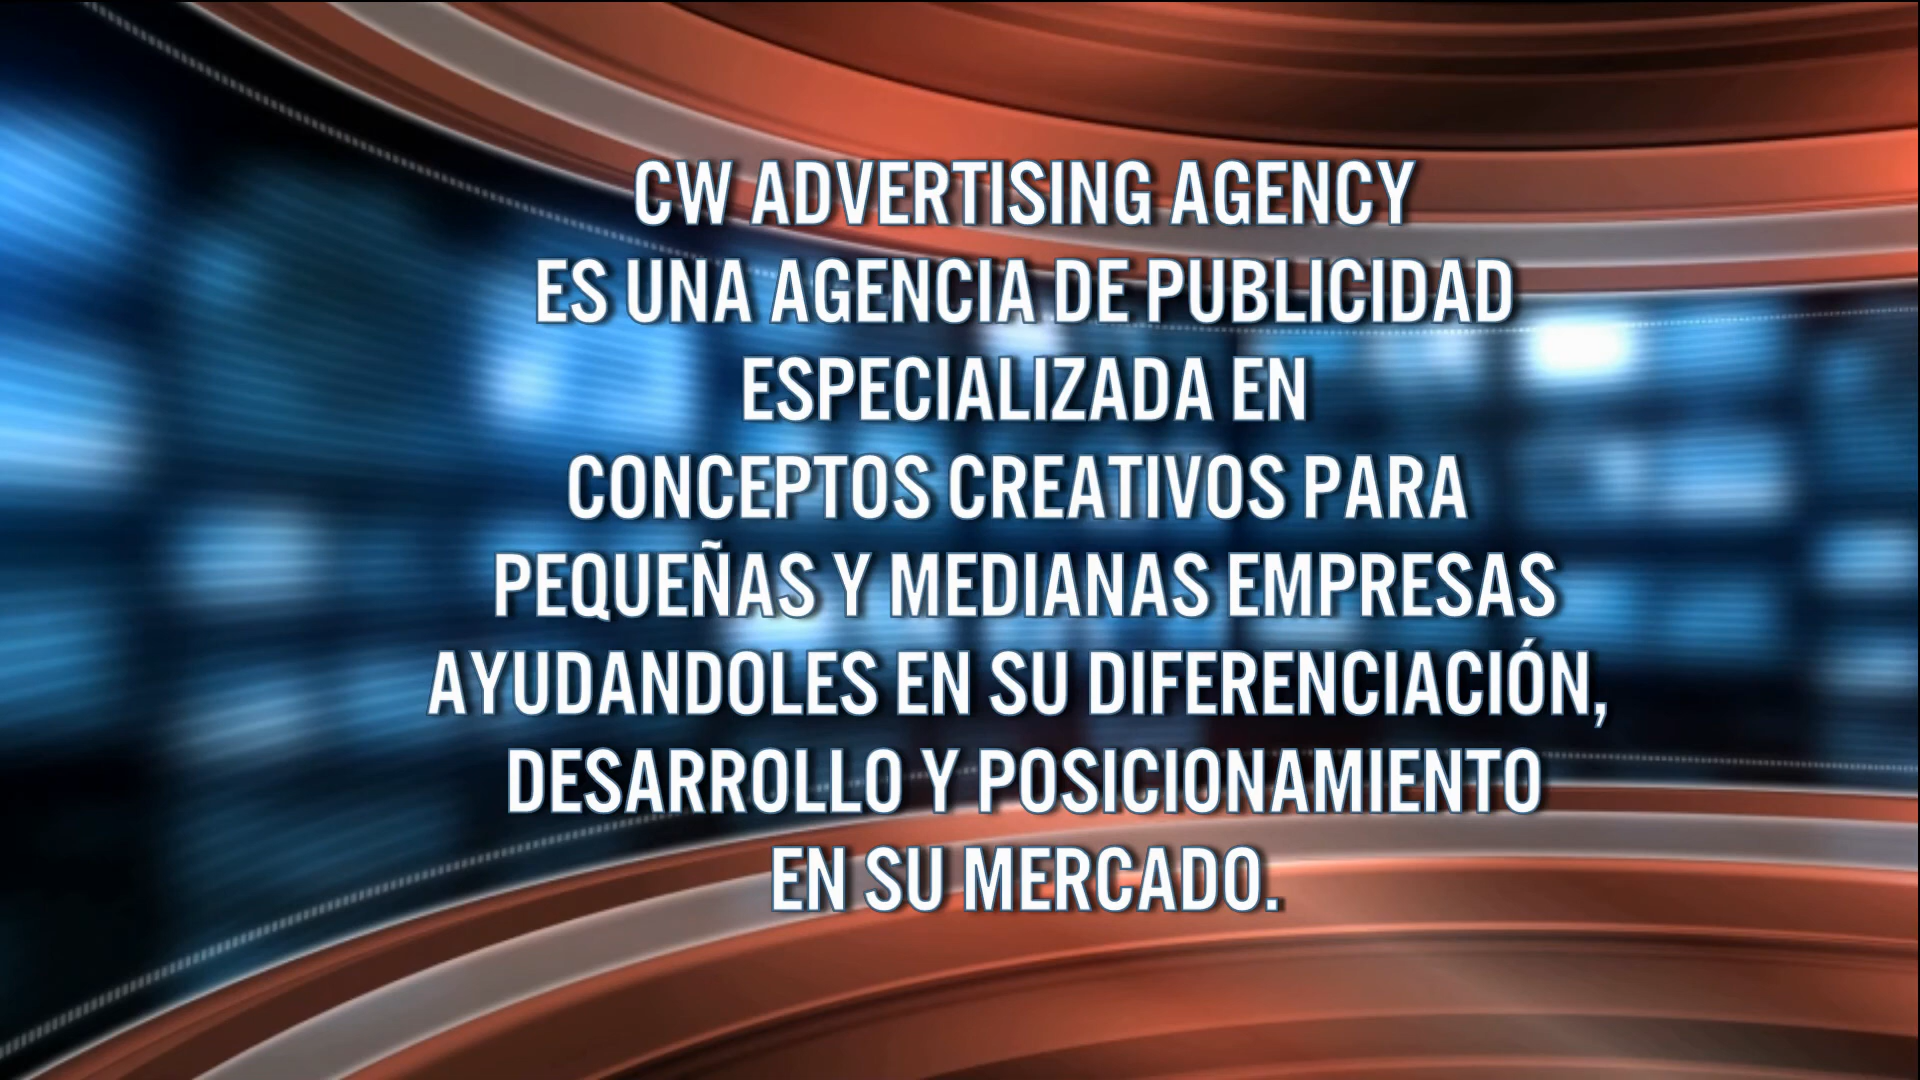 CW ADVERTISING AGENCY
ES UNA AGENCIA DE PUBLICIDAD
ESPECIALIZADA EN
CONCEPTOS CREATIVOS PARA
PEQUEÑAS Y MEDIANAS EMPRESAS
AYUDANDOLES EN SU DIFERENCIACIÓN,
DESARROLLO Y POSICIONAMIENTO
EN SU MERCADO.